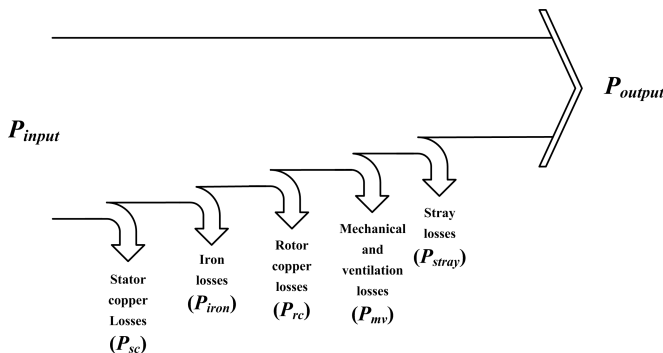 P_input
P_output
Stator
copper
Losses
(P_sc)
Iron
losses
(P_iron)
Rotor
copper
losses
(P_rc)
Mechanical
and
ventilation
losses
(P_mv)
Stray
losses
(P_stray)